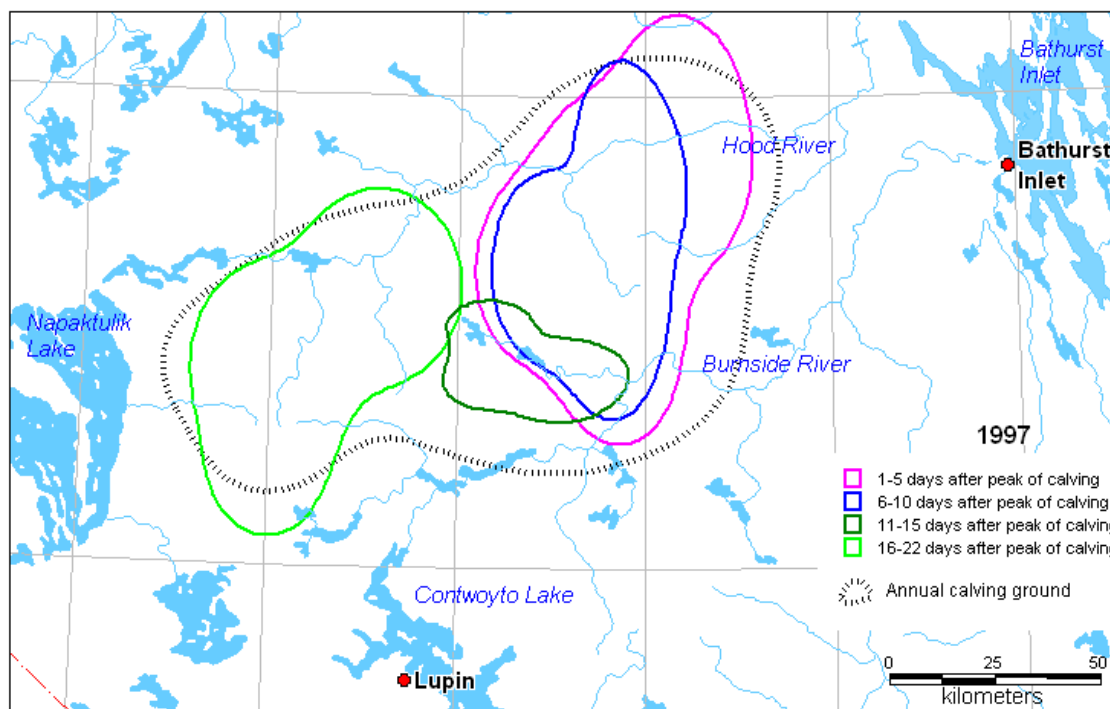 Bathurst
Inlet
Hood River
Bathurst
Inlet
Napaktulik
Lake
Burnside River
1997
1-5 days after peak of calving
6-10 days after peak of calving
11-15 days after peak of calving
16-22 days after peak of calving
Annual calving ground
Contwoyto Lake
Lupin
0 25 50
kilometers